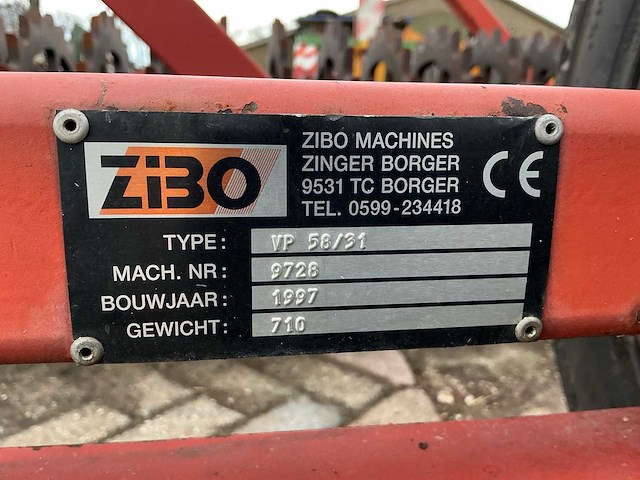 ZIBO
ZIBO MACHINES
ZINGER BORGER
9531 TC BORGER
TEL. 0599-234418
CE
TYPE: VP 58/31
MACH. NR: 9728
BOUWJAAR: 1997
GEWICHT: 710